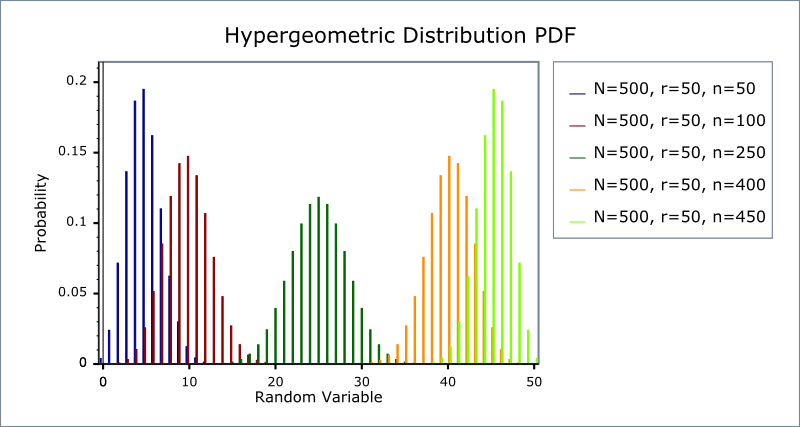 Hypergeometric Distribution PDF
0.2
0.15
0.1
0.05
0
Probability
0 10 20 30 40 50
Random Variable
N=500, r=50, n=50
N=500, r=50, n=100
N=500, r=50, n=250
N=500, r=50, n=400
N=500, r=50, n=450